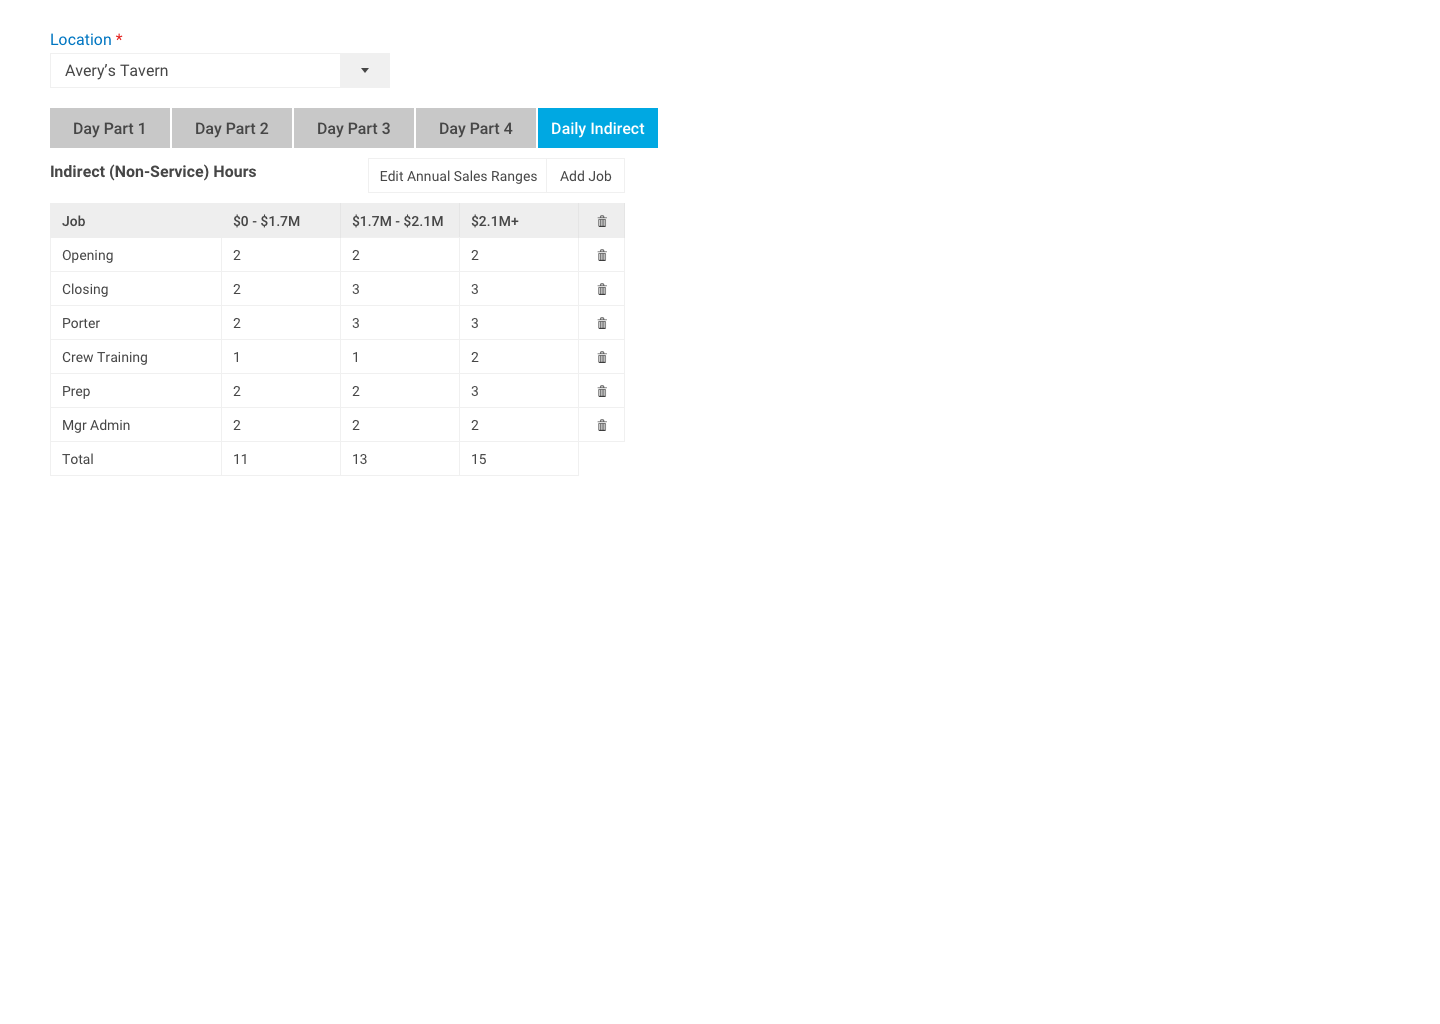 Location *
Avery’s Tavern
Day Part 1 Day Part 2 Day Part 3 Day Part 4 Daily Indirect
Indirect (Non-Service) Hours Edit Annual Sales Ranges Add Job
Job $0 - $1.7M $1.7M - $2.1M $2.1M+
Opening 2 2 2
Closing 2 3 3
Porter 2 3 3
Crew Training 1 1 2
Prep 2 2 3
Mgr Admin 2 2 2
Total 11 13 15